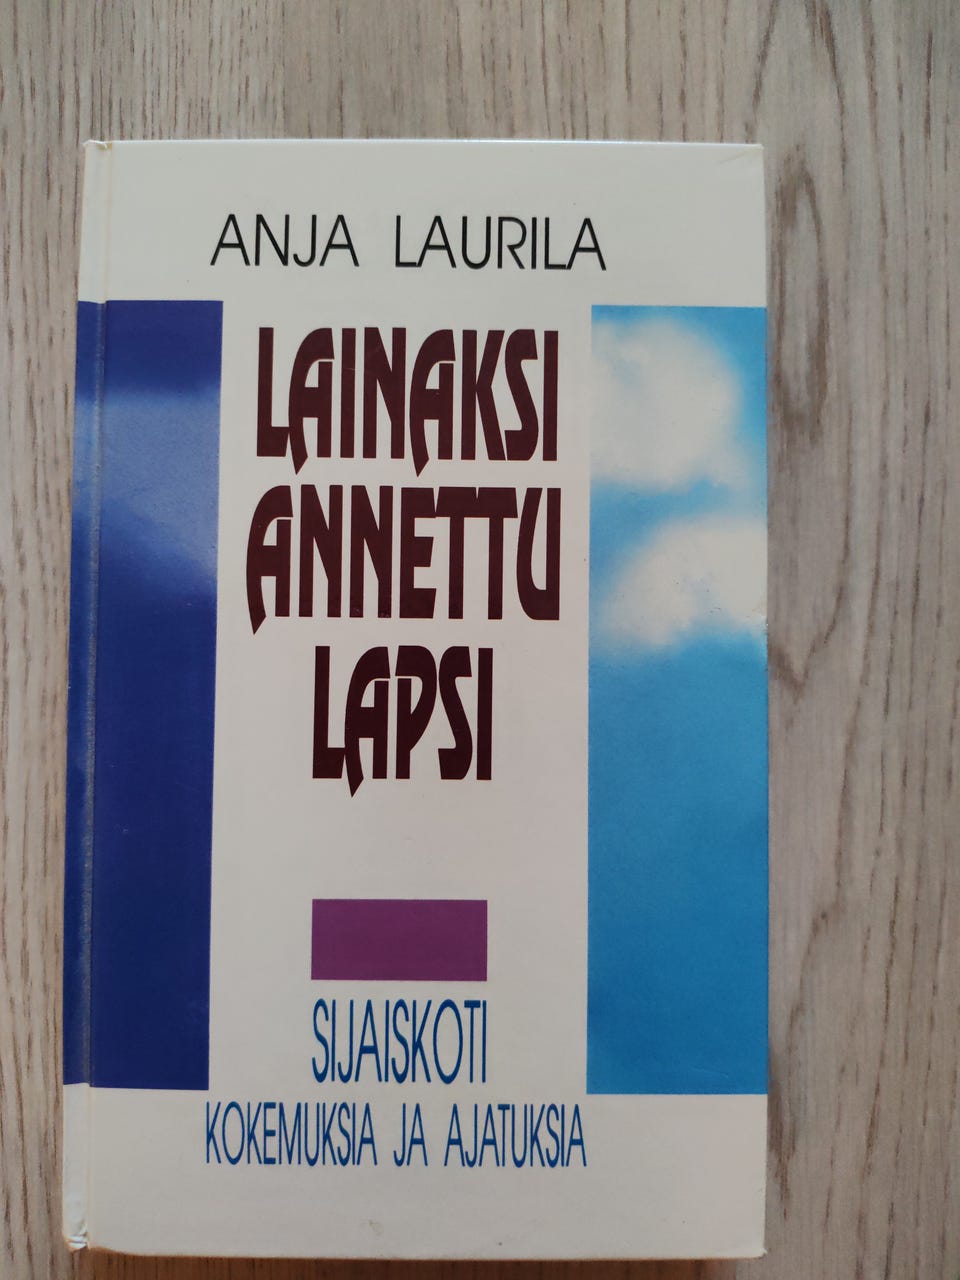 ANJA LAURILA
LAINAKSI
ANNETTU
LAPSI
SIJAISKOTI
KOKEMUKSIA JA AJATUKSIA